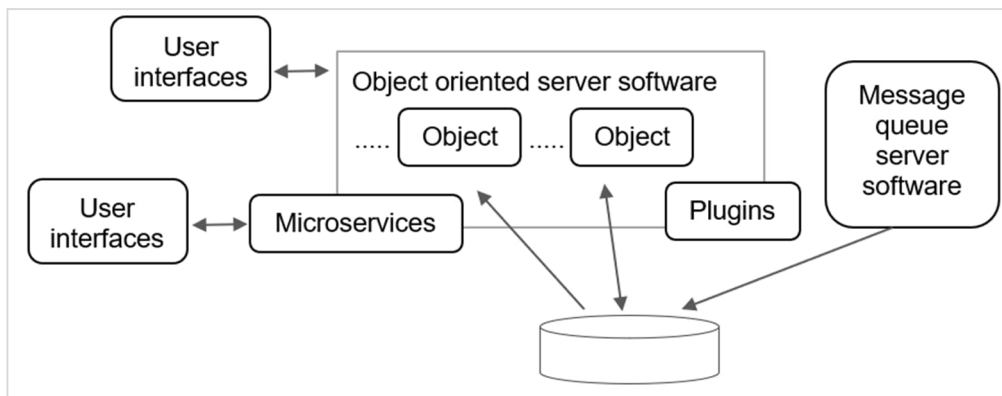 User
interfaces
Object oriented server software
..... Object ..... Object
Message
queue
server
software
User
interfaces
Microservices
Plugins